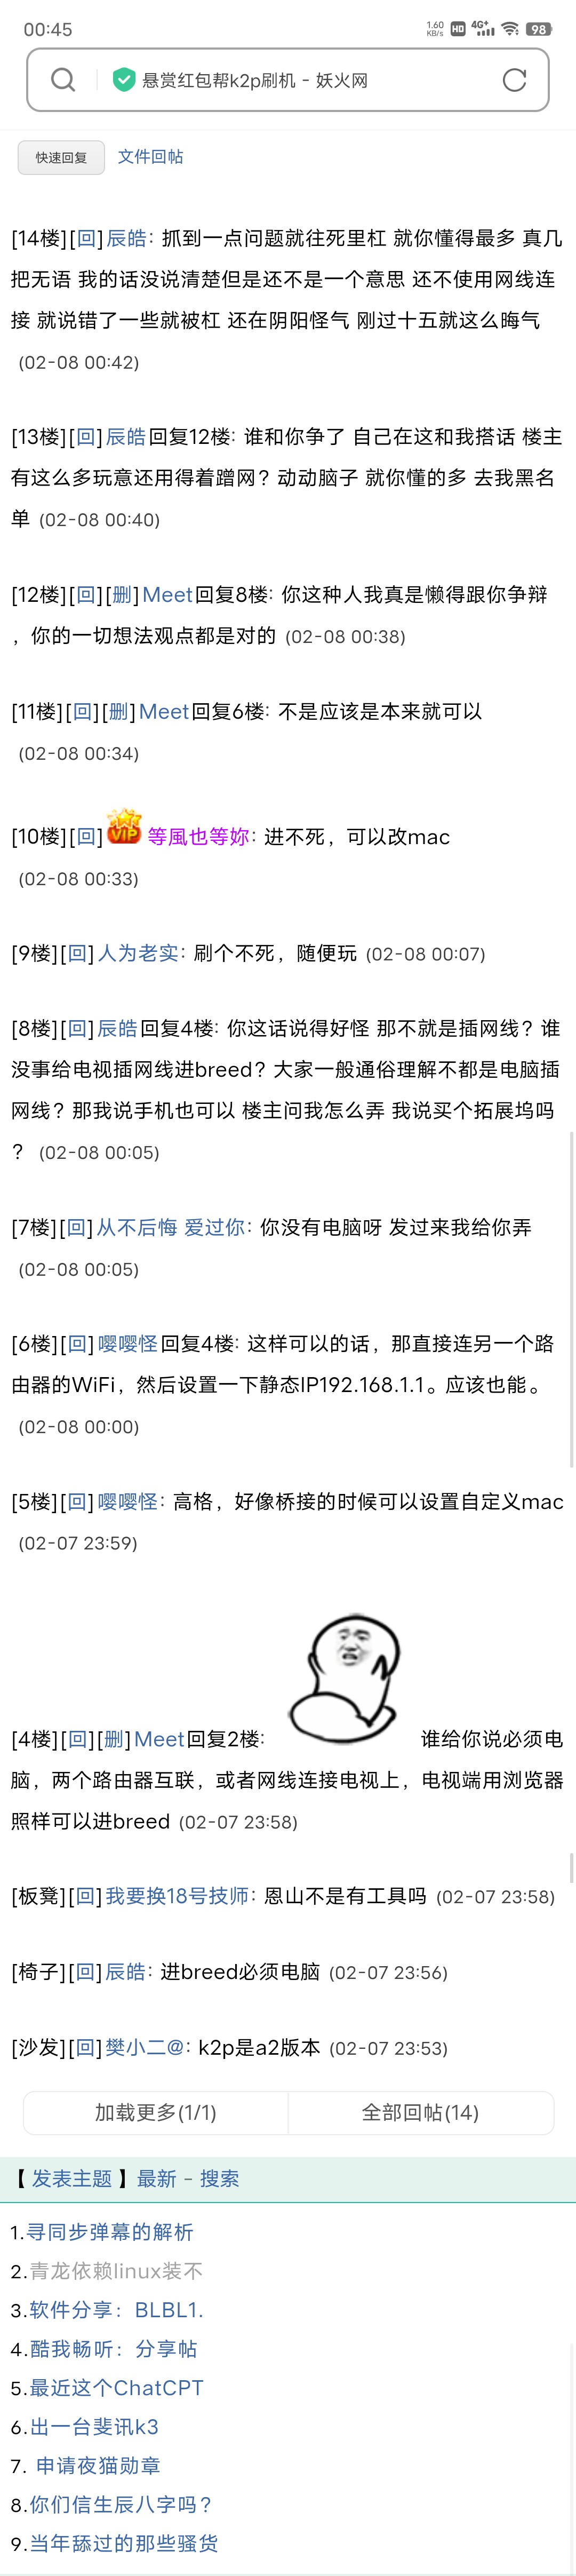 00:45
1.60 KB/s HD 4G+ 98
悬赏红包帮k2p刷机 - 妖火网
快速回复 文件回帖
[14楼][回]辰皓: 抓到一点问题就往死里杠 就你懂得最多 真几
把无语 我的话没说清楚但是还不是一个意思 还不使用网线连
接 就说错了一些就被杠 还在阴阳怪气 刚过十五就这么晦气
(02-08 00:42)
[13楼][回]辰皓回复12楼: 谁和你争了 自己在这和我搭话 楼主
有这么多玩意还用得着蹭网？动动脑子 就你懂的多 去我黑名
单 (02-08 00:40)
[12楼][回][删]Meet回复8楼: 你这种人我真是懒得跟你争辩
，你的一切想法观点都是对的 (02-08 00:38)
[11楼][回][删]Meet回复6楼: 不是应该是本来就可以
(02-08 00:34)
[10楼][回]VIP 等風也等妳: 进不死，可以改mac
(02-08 00:33)
[9楼][回]人为老实: 刷个不死，随便玩 (02-08 00:07)
[8楼][回]辰皓回复4楼: 你这话说得好怪 那不就是插网线？谁
没事给电视插网线进breed？大家一般通俗理解不都是电脑插
网线？那我说手机也可以 楼主问我怎么弄 我说买个拓展坞吗
？ (02-08 00:05)
[7楼][回]从不后悔 爱过你: 你没有电脑呀 发过来我给你弄
(02-08 00:05)
[6楼][回]嘤嘤怪回复4楼: 这样可以的话，那直接连另一个路
由器的WiFi，然后设置一下静态IP192.168.1.1。应该也能。
(02-08 00:00)
[5楼][回]嘤嘤怪: 高格，好像桥接的时候可以设置自定义mac
(02-07 23:59)
[4楼][回][删]Meet回复2楼: 谁给你说必须电
脑，两个路由器互联，或者网线连接电视上，电视端用浏览器
照样可以进breed (02-07 23:58)
[板凳][回]我要换18号技师: 恩山不是有工具吗 (02-07 23:58)
[椅子][回]辰皓: 进breed必须电脑 (02-07 23:56)
[沙发][回]樊小二@: k2p是a2版本 (02-07 23:53)
加载更多(1/1) 全部回帖(14)
【 发表主题 】最新 - 搜索
1.寻同步弹幕的解析
2.青龙依赖linux装不
3.软件分享：BLBL1.
4.酷我畅听：分享帖
5.最近这个ChatCPT
6.出一台斐讯k3
7. 申请夜猫勋章
8.你们信生辰八字吗？
9.当年舔过的那些骚货